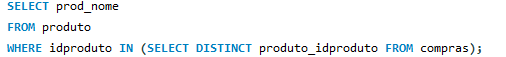 SELECT prod_nome
FROM produto
WHERE idproduto IN (SELECT DISTINCT produto_idproduto FROM compras);